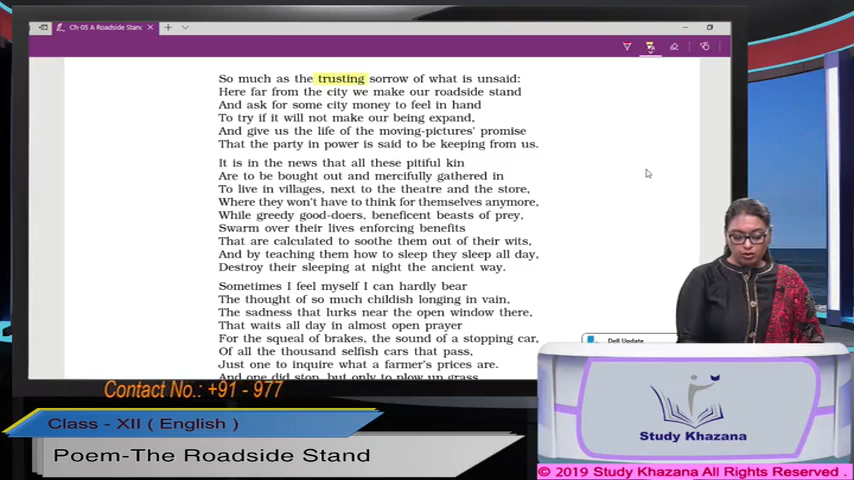 Ch-05 A Roadside Stand
So much as the trusting sorrow of what is unsaid:
Here far from the city we make our roadside stand
And ask for some city money to feel in hand
To try if it will not make our being expand,
And give us the life of the moving-pictures' promise
That the party in power is said to be keeping from us.
It is in the news that all these pitiful kin
Are to be bought out and mercifully gathered in
To live in villages, next to the theatre and the store,
Where they won't have to think for themselves anymore,
While greedy good-doers, beneficent beasts of prey,
Swarm over their lives enforcing benefits
That are calculated to soothe them out of their wits,
And by teaching them how to sleep they sleep all day,
Destroy their sleeping at night the ancient way.
Sometimes I feel myself I can hardly bear
The thought of so much childish longing in vain,
The sadness that lurks near the open window there,
That waits all day in almost open prayer
For the squeal of brakes, the sound of a stopping car,
Of all the thousand selfish cars that pass,
Just one to inquire what a farmer's prices are.
And one did stop, but only to plow up grass
Dell Update
Contact No.: +91 - 977
Class - XII ( English )
Poem-The Roadside Stand
Study Khazana
© 2019 Study Khazana All Rights Reserved .